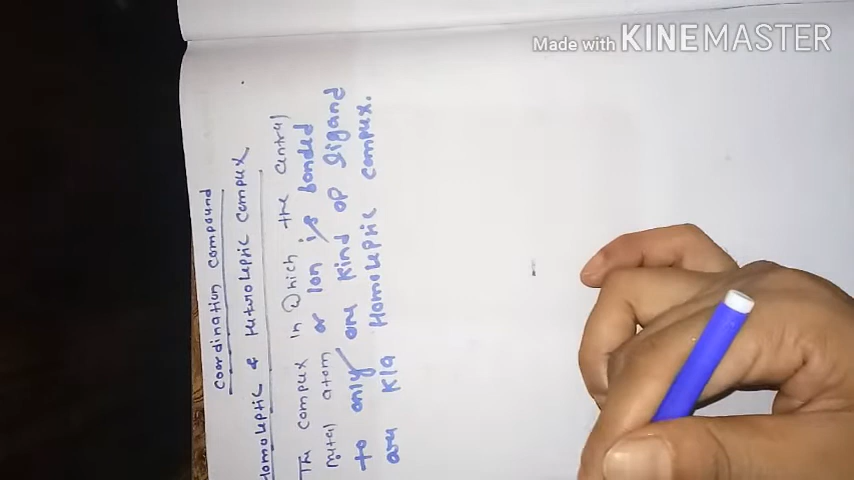 Made with KINEMASTER
Coordination compound
Homoleptic & Heteroleptic Complex
The complex in which the central
metal atom or ion is bonded
to only one kind of ligand
are K/a Homoleptic complex.